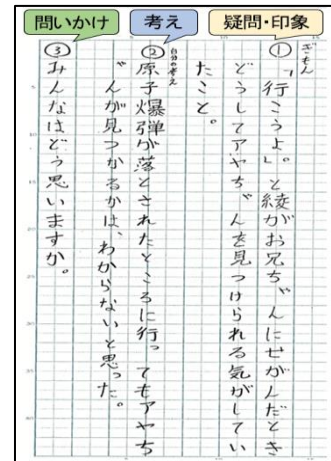 疑問・印象
考え
問いかけ
ぎもん
①「行こうよ。」と綾がお兄ちゃんにせがんだとき
どうしてアヤちゃんを見つけられる気がしてい
たこと。
自分の考え
②原子爆弾が落とされたところに行ってもアヤち
ゃんが見つかるかは、わからないと思った。
③みんなはどう思いますか。